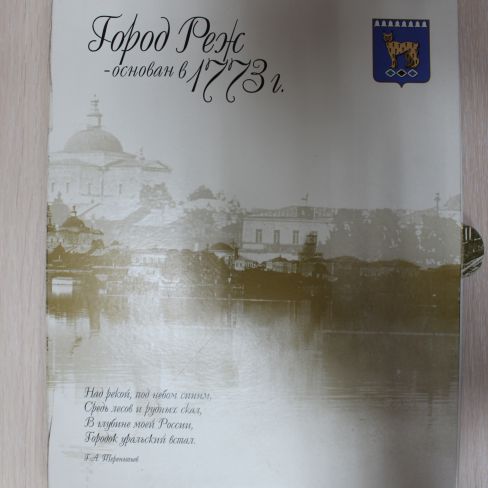 Город Реж
-основан в 1773 г.
Над рекой, под небом синим,
Средь лесов и рудных скал,
В глубине моей России,
Городок уральский встал.
Г.А. Терентьев